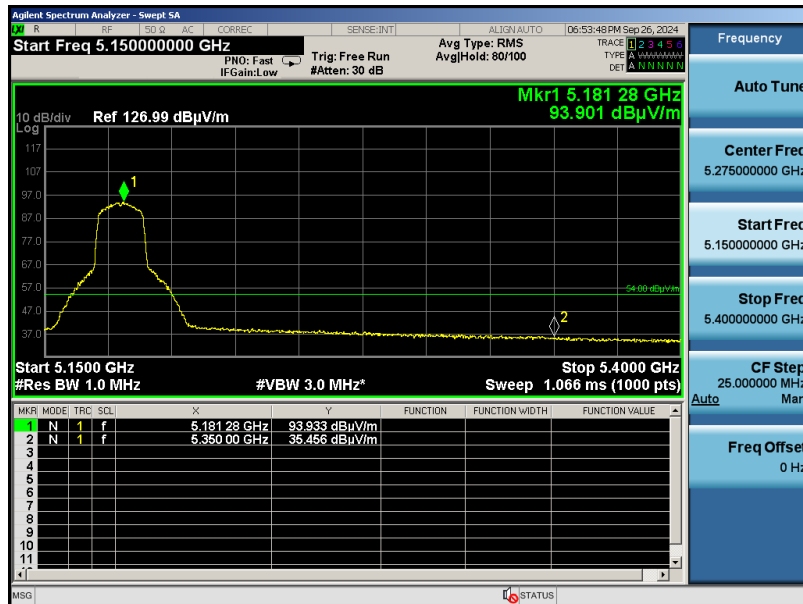 Agilent Spectrum Analyzer - Swept SA
LXI R RF 50 Ω AC CORREC SENSE:INT ALIGN AUTO 06:53:48 PM Sep 26, 2024
Start Freq 5.150000000 GHz
PNO: Fast
IFGain:Low
Trig: Free Run
#Atten: 30 dB
Avg Type: RMS
Avg|Hold: 80/100
TRACE 1 2 3 4 5 6
TYPE A WWWWW
DET A N N N N N
Mkr1 5.181 28 GHz
93.901 dBµV/m
10 dB/div Ref 126.99 dBµV/m
Log
117
107
97.0
87.0
77.0
67.0
57.0
47.0
37.0
1
54.00 dBµV/m
2
Start 5.1500 GHz Stop 5.4000 GHz
#Res BW 1.0 MHz #VBW 3.0 MHz* Sweep 1.066 ms (1000 pts)
MKR MODE TRC SCL X Y FUNCTION FUNCTION WIDTH FUNCTION VALUE
1 N 1 f 5.181 28 GHz 93.933 dBµV/m
2 N 1 f 5.350 00 GHz 35.456 dBµV/m
3
4
5
6
7
8
9
10
11
MSG STATUS
Frequency
Auto Tune
Center Freq
5.275000000 GHz
Start Freq
5.150000000 GHz
Stop Freq
5.400000000 GHz
CF Step
25.000000 MHz
Auto Man
Freq Offset
0 Hz